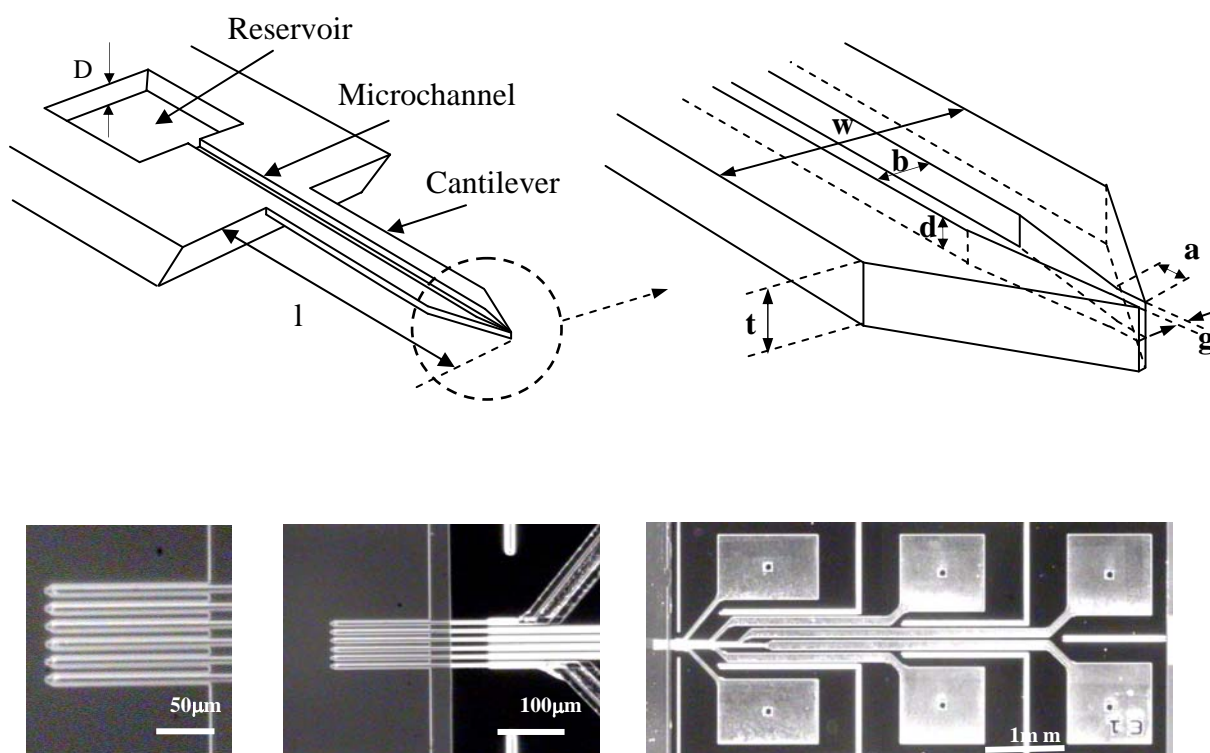 Reservoir
D
Microchannel
Cantilever
l
w
b
d
a
t
g
50μm
100μm
1m m